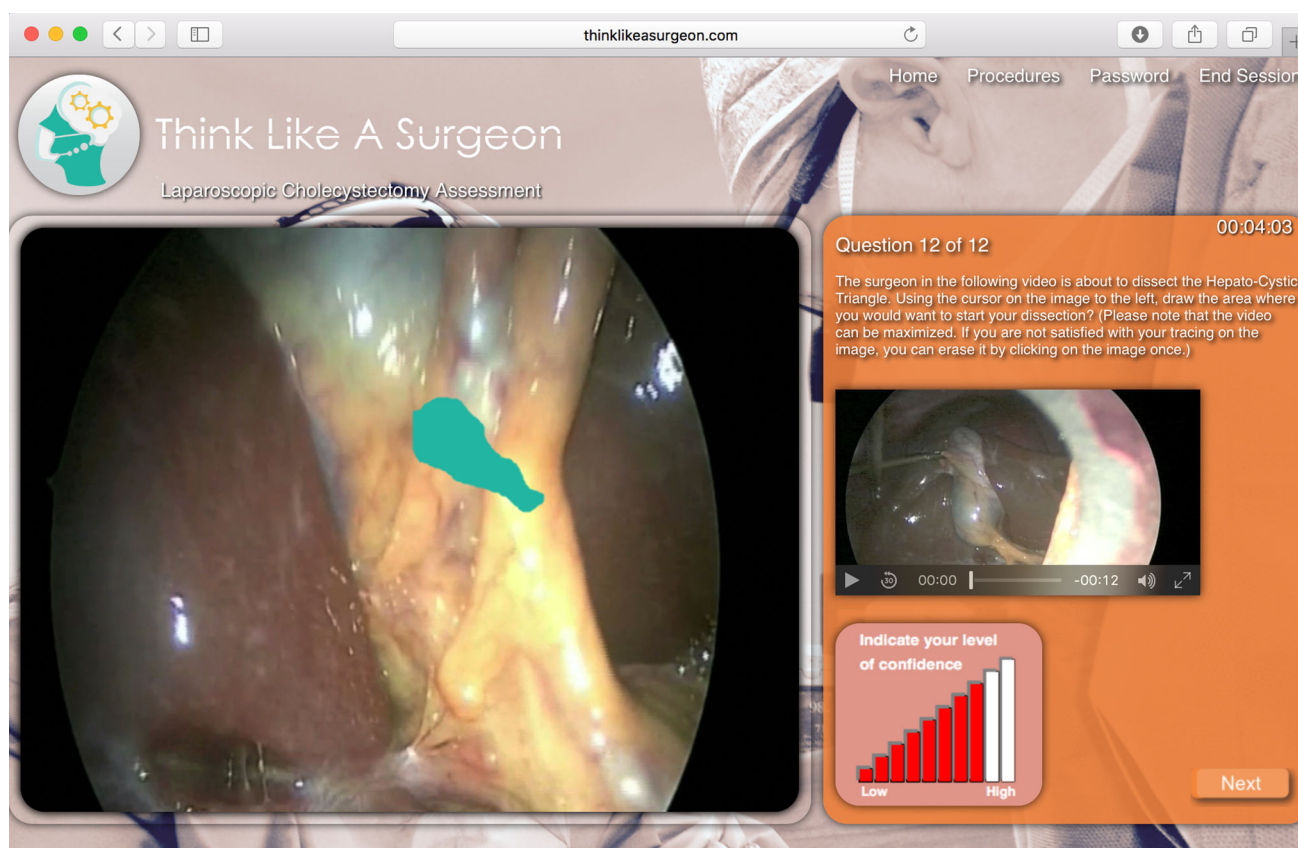 thinklikeasurgeon.com
Home Procedures Password End Session
Think Like A Surgeon
Laparoscopic Cholecystectomy Assessment
00:04:03
Question 12 of 12
The surgeon in the following video is about to dissect the Hepato-Cystic
Triangle. Using the cursor on the image to the left, draw the area where
you would want to start your dissection? (Please note that the video
can be maximized. If you are not satisfied with your tracing on the
image, you can erase it by clicking on the image once.)
30
00:00
-00:12
Indicate your level
of confidence
Low High
Next